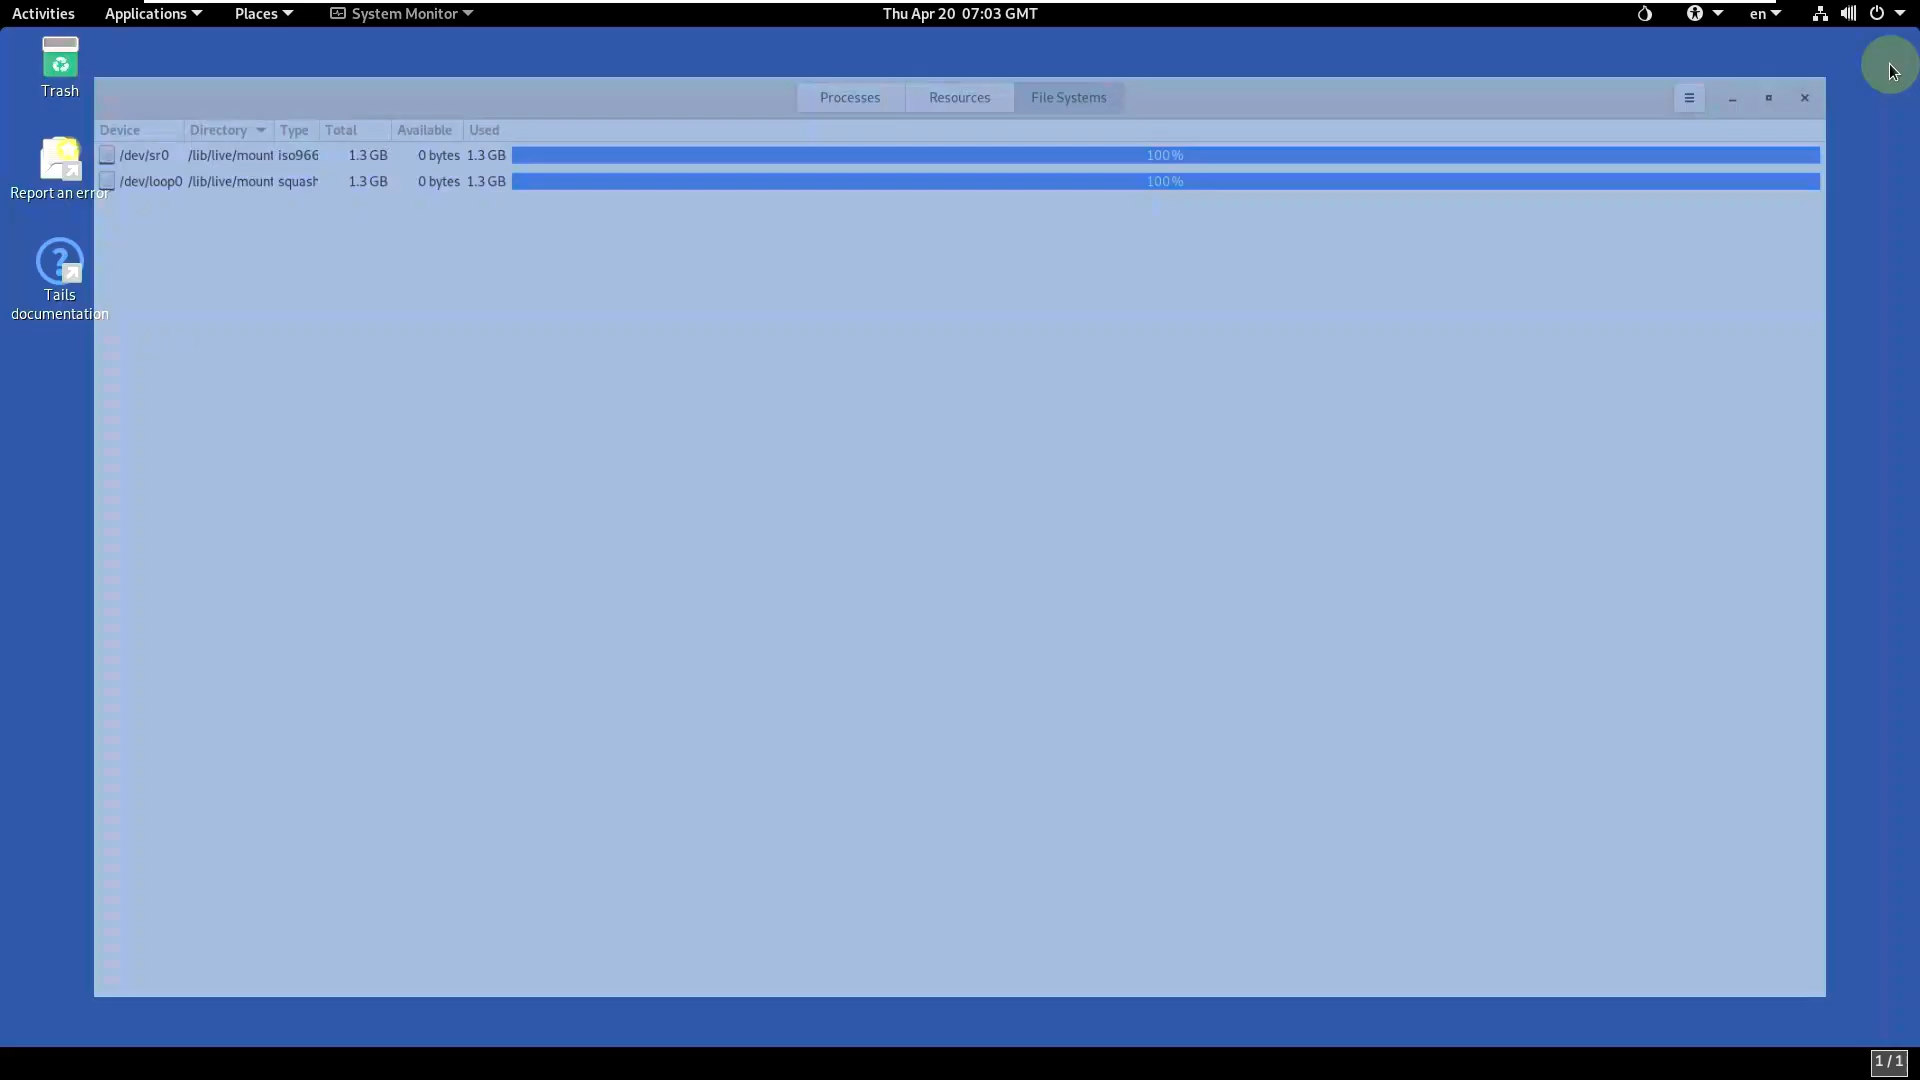 Activities Applications Places System Monitor Thu Apr 20 07:03 GMT en
Trash
Processes Resources File Systems
Device Directory Type Total Available Used
/dev/sr0 /lib/live/mount iso966 1.3 GB 0 bytes 1.3 GB 100%
/dev/loop0 /lib/live/mount squash 1.3 GB 0 bytes 1.3 GB 100%
Report an error
Tails
documentation
1 / 1